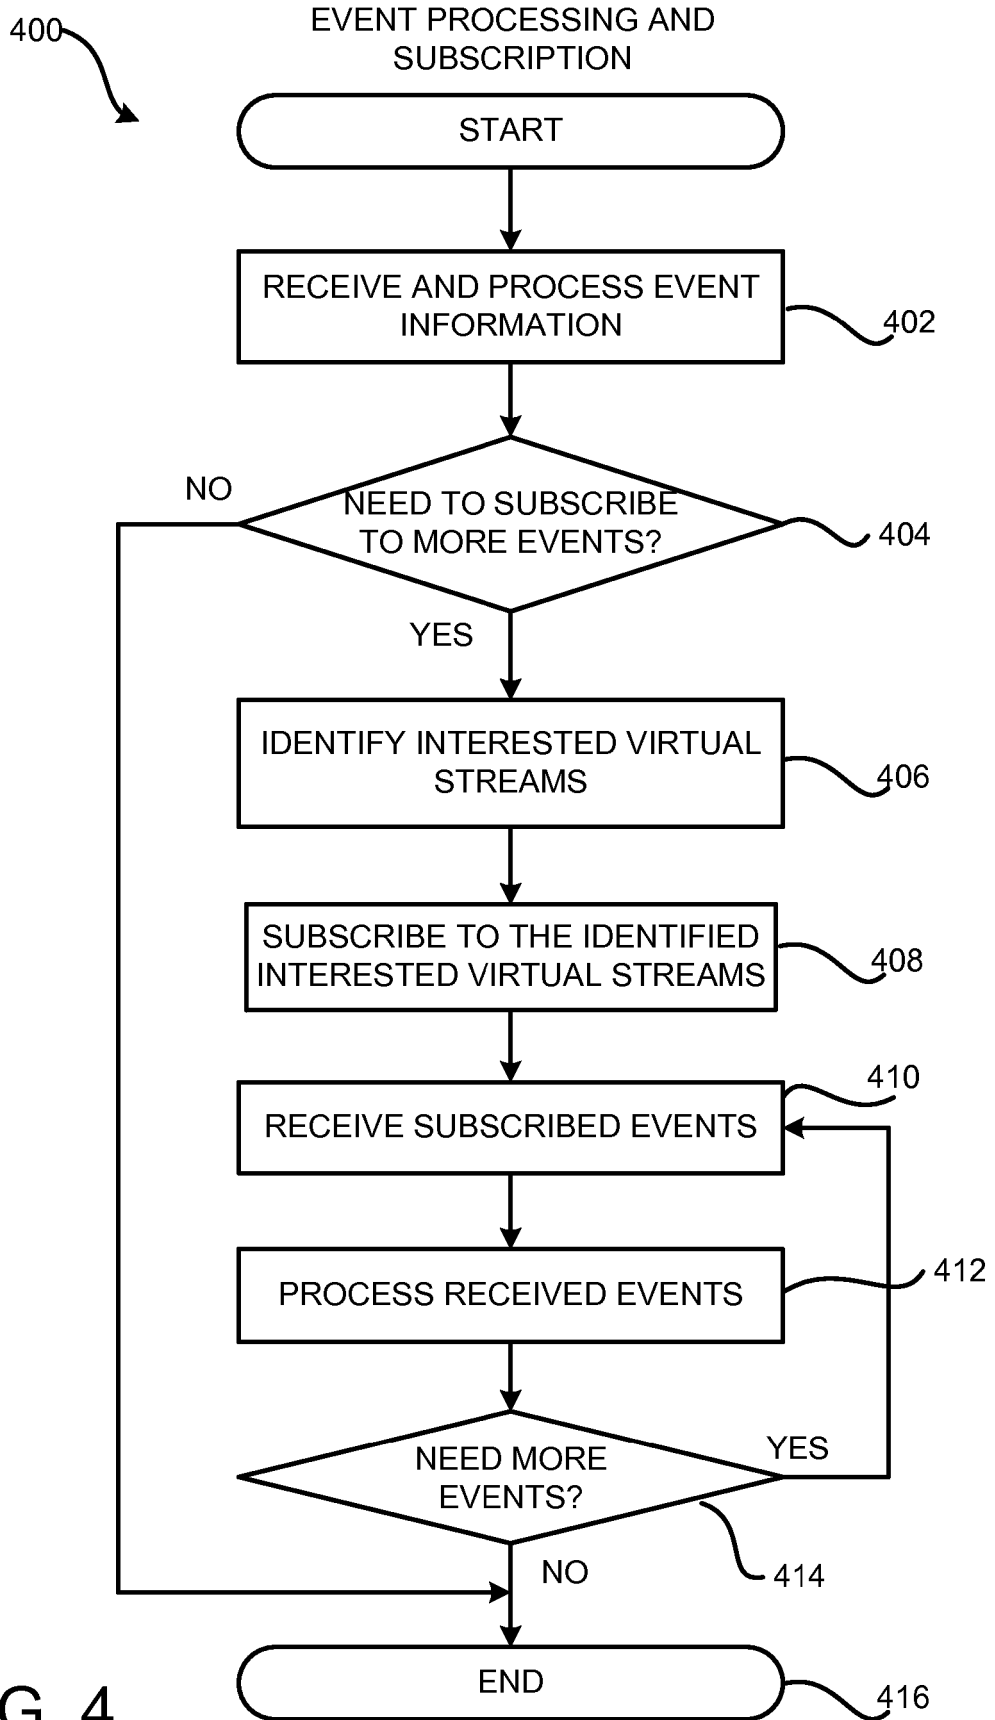 400
EVENT PROCESSING AND
SUBSCRIPTION
START
RECEIVE AND PROCESS EVENT
INFORMATION
402
NO
NEED TO SUBSCRIBE
TO MORE EVENTS?
404
YES
IDENTIFY INTERESTED VIRTUAL
STREAMS
406
SUBSCRIBE TO THE IDENTIFIED
INTERESTED VIRTUAL STREAMS
408
410
RECEIVE SUBSCRIBED EVENTS
PROCESS RECEIVED EVENTS
412
YES
NEED MORE
EVENTS?
NO
414
END
416
G. 4